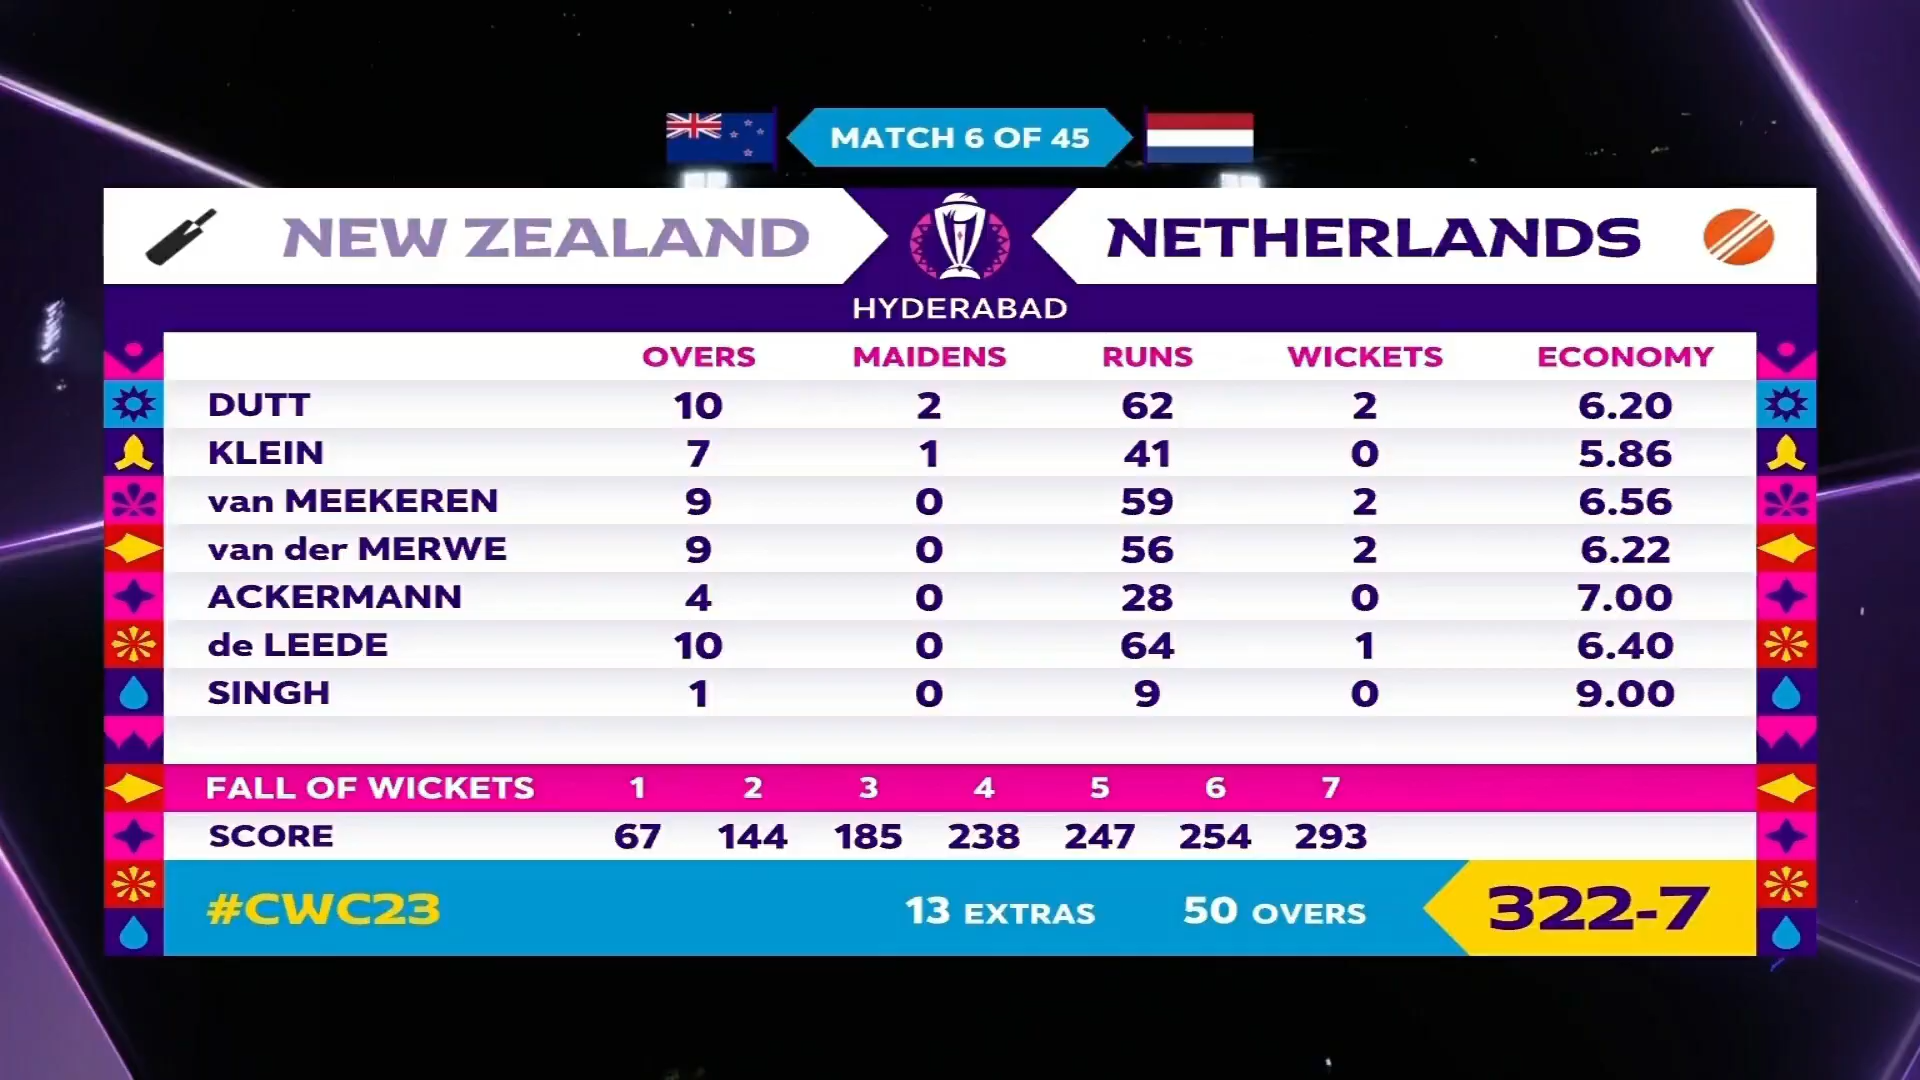 MATCH 6 OF 45
NEW ZEALAND NETHERLANDS
HYDERABAD
OVERS MAIDENS RUNS WICKETS ECONOMY
DUTT 10 2 62 2 6.20
KLEIN 7 1 41 0 5.86
van MEEKEREN 9 0 59 2 6.56
van der MERWE 9 0 56 2 6.22
ACKERMANN 4 0 28 0 7.00
de LEEDE 10 0 64 1 6.40
SINGH 1 0 9 0 9.00
FALL OF WICKETS 1 2 3 4 5 6 7
SCORE 67 144 185 238 247 254 293
#CWC23 13 EXTRAS 50 OVERS 322-7